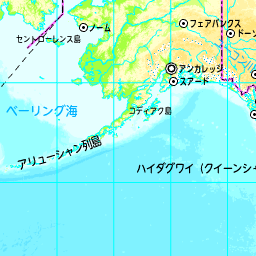 フェアバンクス
ノーム
ドーソ
セントローレンス島
アンカレッジ
スアード
コディアク島
ベーリング海
アリューシャン列島
ハイダグワイ（クイーンシャ